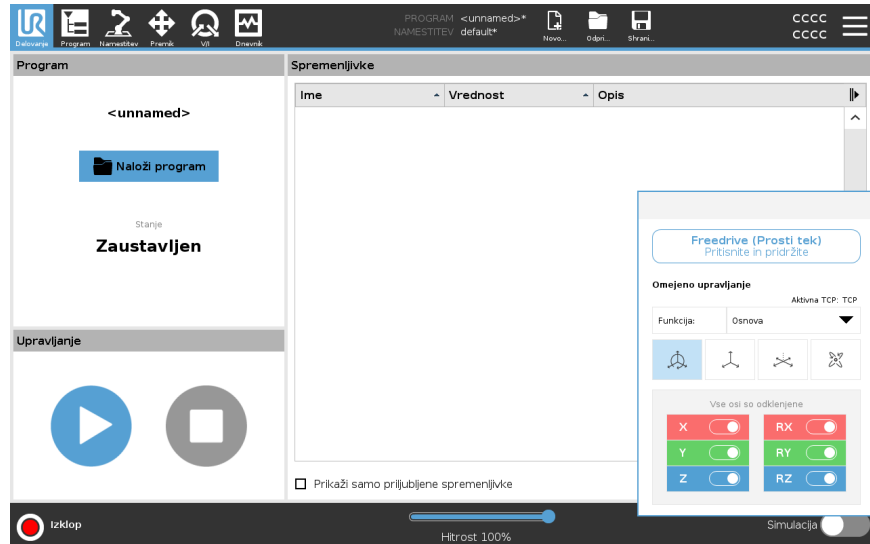 UR
PROGRAM <unnamed>*
NAMESTITEV default*
cccc
cccc
Delovanje Program Namestitev Premik V/I Dnevnik Novo... Odpri... Shrani...
Program
<unnamed>
Naloži program
Stanje
Zaustavljen
Upravljanje
Spremenljivke
Ime Vrednost Opis
Prikaži samo priljubljene spremenljivke
Freedrive (Prosti tek)
Pritisnite in pridržite
Omejeno upravljanje
Aktivna TCP: TCP
Funkcija: Osnova
Vse osi so odklenjene
X RX
Y RY
Z RZ
Izklop
Hitrost 100%
Simulacija